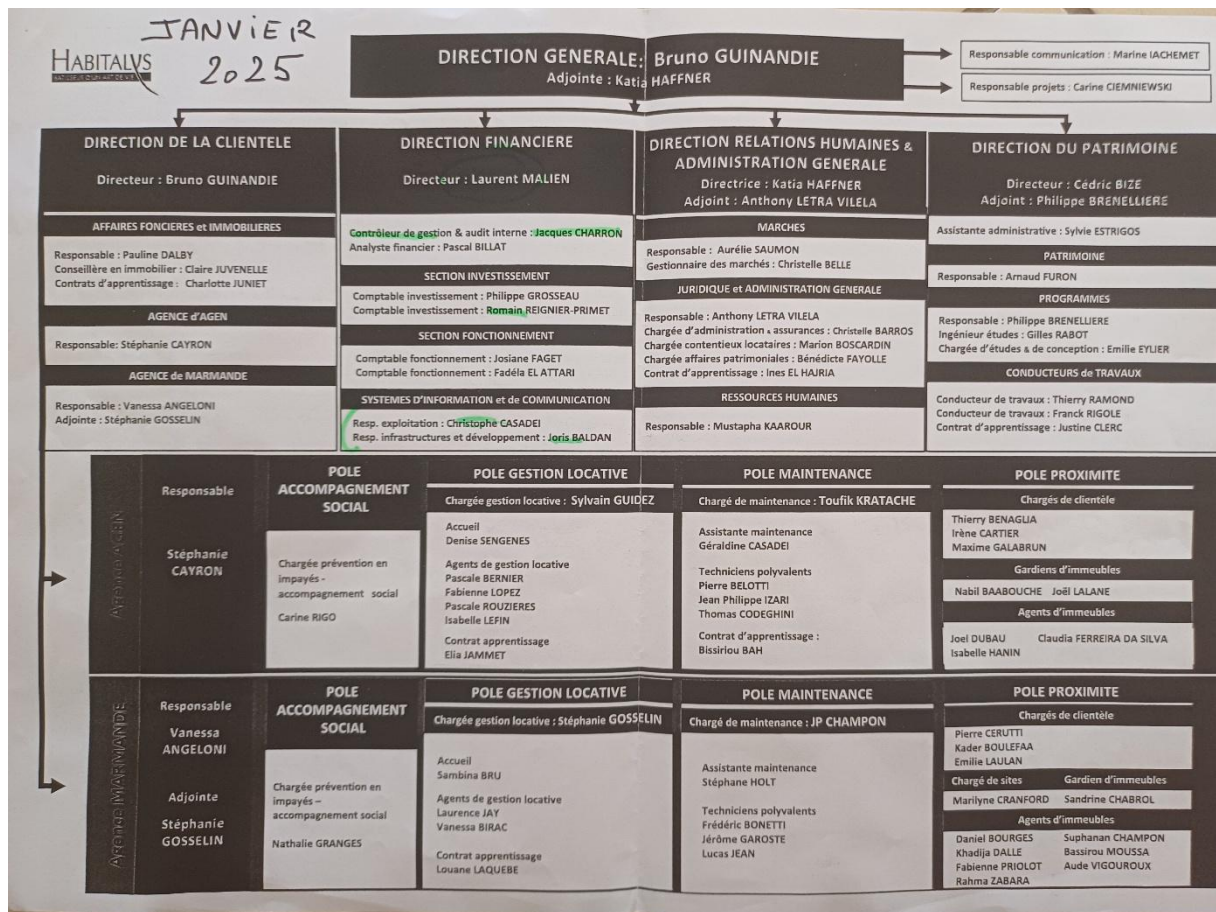 JANVIER
2025
HABITALYS
DIRECTION GENERALE: Bruno GUINANDIE
Adjointe : Katia HAFFNER
Responsable communication : Marine IACHEMET
Responsable projets : Carine CIEMNIEWSKI
DIRECTION DE LA CLIENTELE
Directeur : Bruno GUINANDIE
AFFAIRES FONCIERES et IMMOBILIERES
Responsable : Pauline DALBY
Conseillère en immobilier : Claire JUVENELLE
Contrats d'apprentissage : Charlotte JUNIET
AGENCE d'AGEN
Responsable: Stéphanie CAYRON
AGENCE de MARMANDE
Responsable : Vanessa ANGELONI
Adjointe : Stéphanie GOSSELIN
DIRECTION FINANCIERE
Directeur : Laurent MALIEN
Contrôleur de gestion & audit interne : Jacques CHARRON
Analyste financier : Pascal BILLAT
SECTION INVESTISSEMENT
Comptable investissement : Philippe GROSSEAU
Comptable investissement : Romain REIGNIER-PRIMET
SECTION FONCTIONNEMENT
Comptable fonctionnement : Josiane FAGET
Comptable fonctionnement : Fadéla EL ATTARI
SYSTEMES D'INFORMATION et de COMMUNICATION
Resp. exploitation : Christophe CASADEI
Resp. infrastructures et développement : Joris BALDAN
DIRECTION RELATIONS HUMAINES &
ADMINISTRATION GENERALE
Directrice : Katia HAFFNER
Adjoint : Anthony LETRA VILELA
MARCHES
Responsable : Aurélie SAUMON
Gestionnaire des marchés : Christelle BELLE
JURIDIQUE et ADMINISTRATION GENERALE
Responsable : Anthony LETRA VILELA
Chargée d'administration & assurances : Christelle BARROS
Chargée contentieux locataires : Marion BOSCARDIN
Chargée affaires patrimoniales : Bénédicte FAYOLLE
Contrat d'apprentissage : Ines EL HAJRIA
RESSOURCES HUMAINES
Responsable : Mustapha KAAROUR
DIRECTION DU PATRIMOINE
Directeur : Cédric BIZE
Adjoint : Philippe BRENELLIERE
Assistante administrative : Sylvie ESTRIGOS
PATRIMOINE
Responsable : Arnaud FURON
PROGRAMMES
Responsable : Philippe BRENELLIERE
Ingénieur études : Gilles RABOT
Chargée d'études & de conception : Emilie EYLIER
CONDUCTEURS de TRAVAUX
Conducteur de travaux : Thierry RAMOND
Conducteur de travaux : Franck RIGOLE
Contrat d'apprentissage : Justine CLERC
Agence AGEN
Responsable
Stéphanie
CAYRON
POLE
ACCOMPAGNEMENT
SOCIAL
Chargée prévention en
impayés -
accompagnement social
Carine RIGO
POLE GESTION LOCATIVE
Chargée gestion locative : Sylvain GUIDEZ
Accueil
Denise SENGENES
Agents de gestion locative
Pascale BERNIER
Fabienne LOPEZ
Pascale ROUZIERES
Isabelle LEFIN
Contrat apprentissage
Elia JAMMET
POLE MAINTENANCE
Chargé de maintenance : Toufik KRATACHE
Assistante maintenance
Géraldine CASADEI
Techniciens polyvalents
Pierre BELOTTI
Jean Philippe IZARI
Thomas CODEGHINI
Contrat d'apprentissage :
Bissiriou BAH
POLE PROXIMITE
Chargés de clientèle
Thierry BENAGLIA
Irène CARTIER
Maxime GALABRUN
Gardiens d'immeubles
Nabil BAABOUCHE Joël LALANE
Agents d'immeubles
Joel DUBAU Claudia FERREIRA DA SILVA
Isabelle HANIN
Agence MARMANDE
Responsable
Vanessa
ANGELONI
Adjointe
Stéphanie
GOSSELIN
POLE
ACCOMPAGNEMENT
SOCIAL
Chargée prévention en
impayés –
accompagnement social
Nathalie GRANGES
POLE GESTION LOCATIVE
Chargée gestion locative : Stéphanie GOSSELIN
Accueil
Sambina BRU
Agents de gestion locative
Laurence JAY
Vanessa BIRAC
Contrat apprentissage
Louane LAQUEBE
POLE MAINTENANCE
Chargé de maintenance : JP CHAMPON
Assistante maintenance
Stéphane HOLT
Techniciens polyvalents
Frédéric BONETTI
Jérôme GAROSTE
Lucas JEAN
POLE PROXIMITE
Chargés de clientèle
Pierre CERUTTI
Kader BOULEFAA
Emilie LAULAN
Chargé de sites Gardien d'immeubles
Marilyne CRANFORD Sandrine CHABROL
Agents d'immeubles
Daniel BOURGES Suphanan CHAMPON
Khadija DALLE Bassirou MOUSSA
Fabienne PRIOLOT Aude VIGOUROUX
Rahma ZABARA